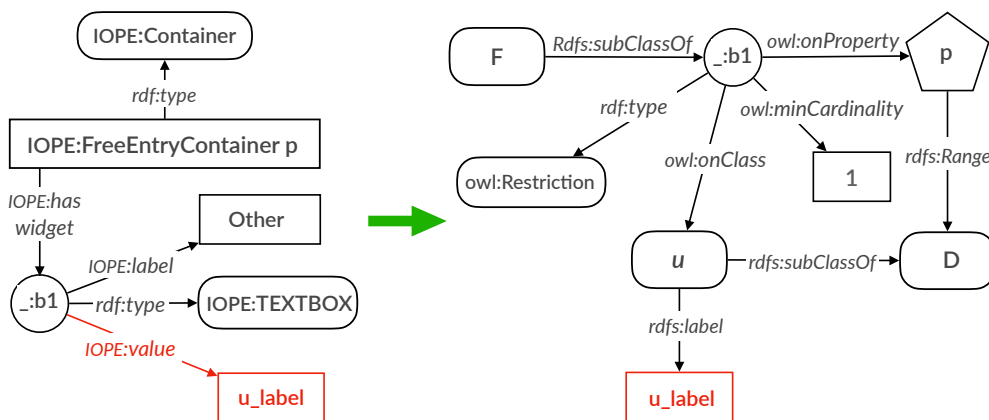 IOPE:Container
rdf:type
IOPE:FreeEntryContainer p
IOPE:has
widget
Other
IOPE:label
_:b1
rdf:type
IOPE:TEXTBOX
IOPE:value
u_label
F
Rdfs:subClassOf
_:b1
owl:onProperty
p
rdf:type
owl:minCardinality
owl:onClass
rdfs:Range
owl:Restriction
1
u
rdfs:subClassOf
D
rdfs:label
u_label